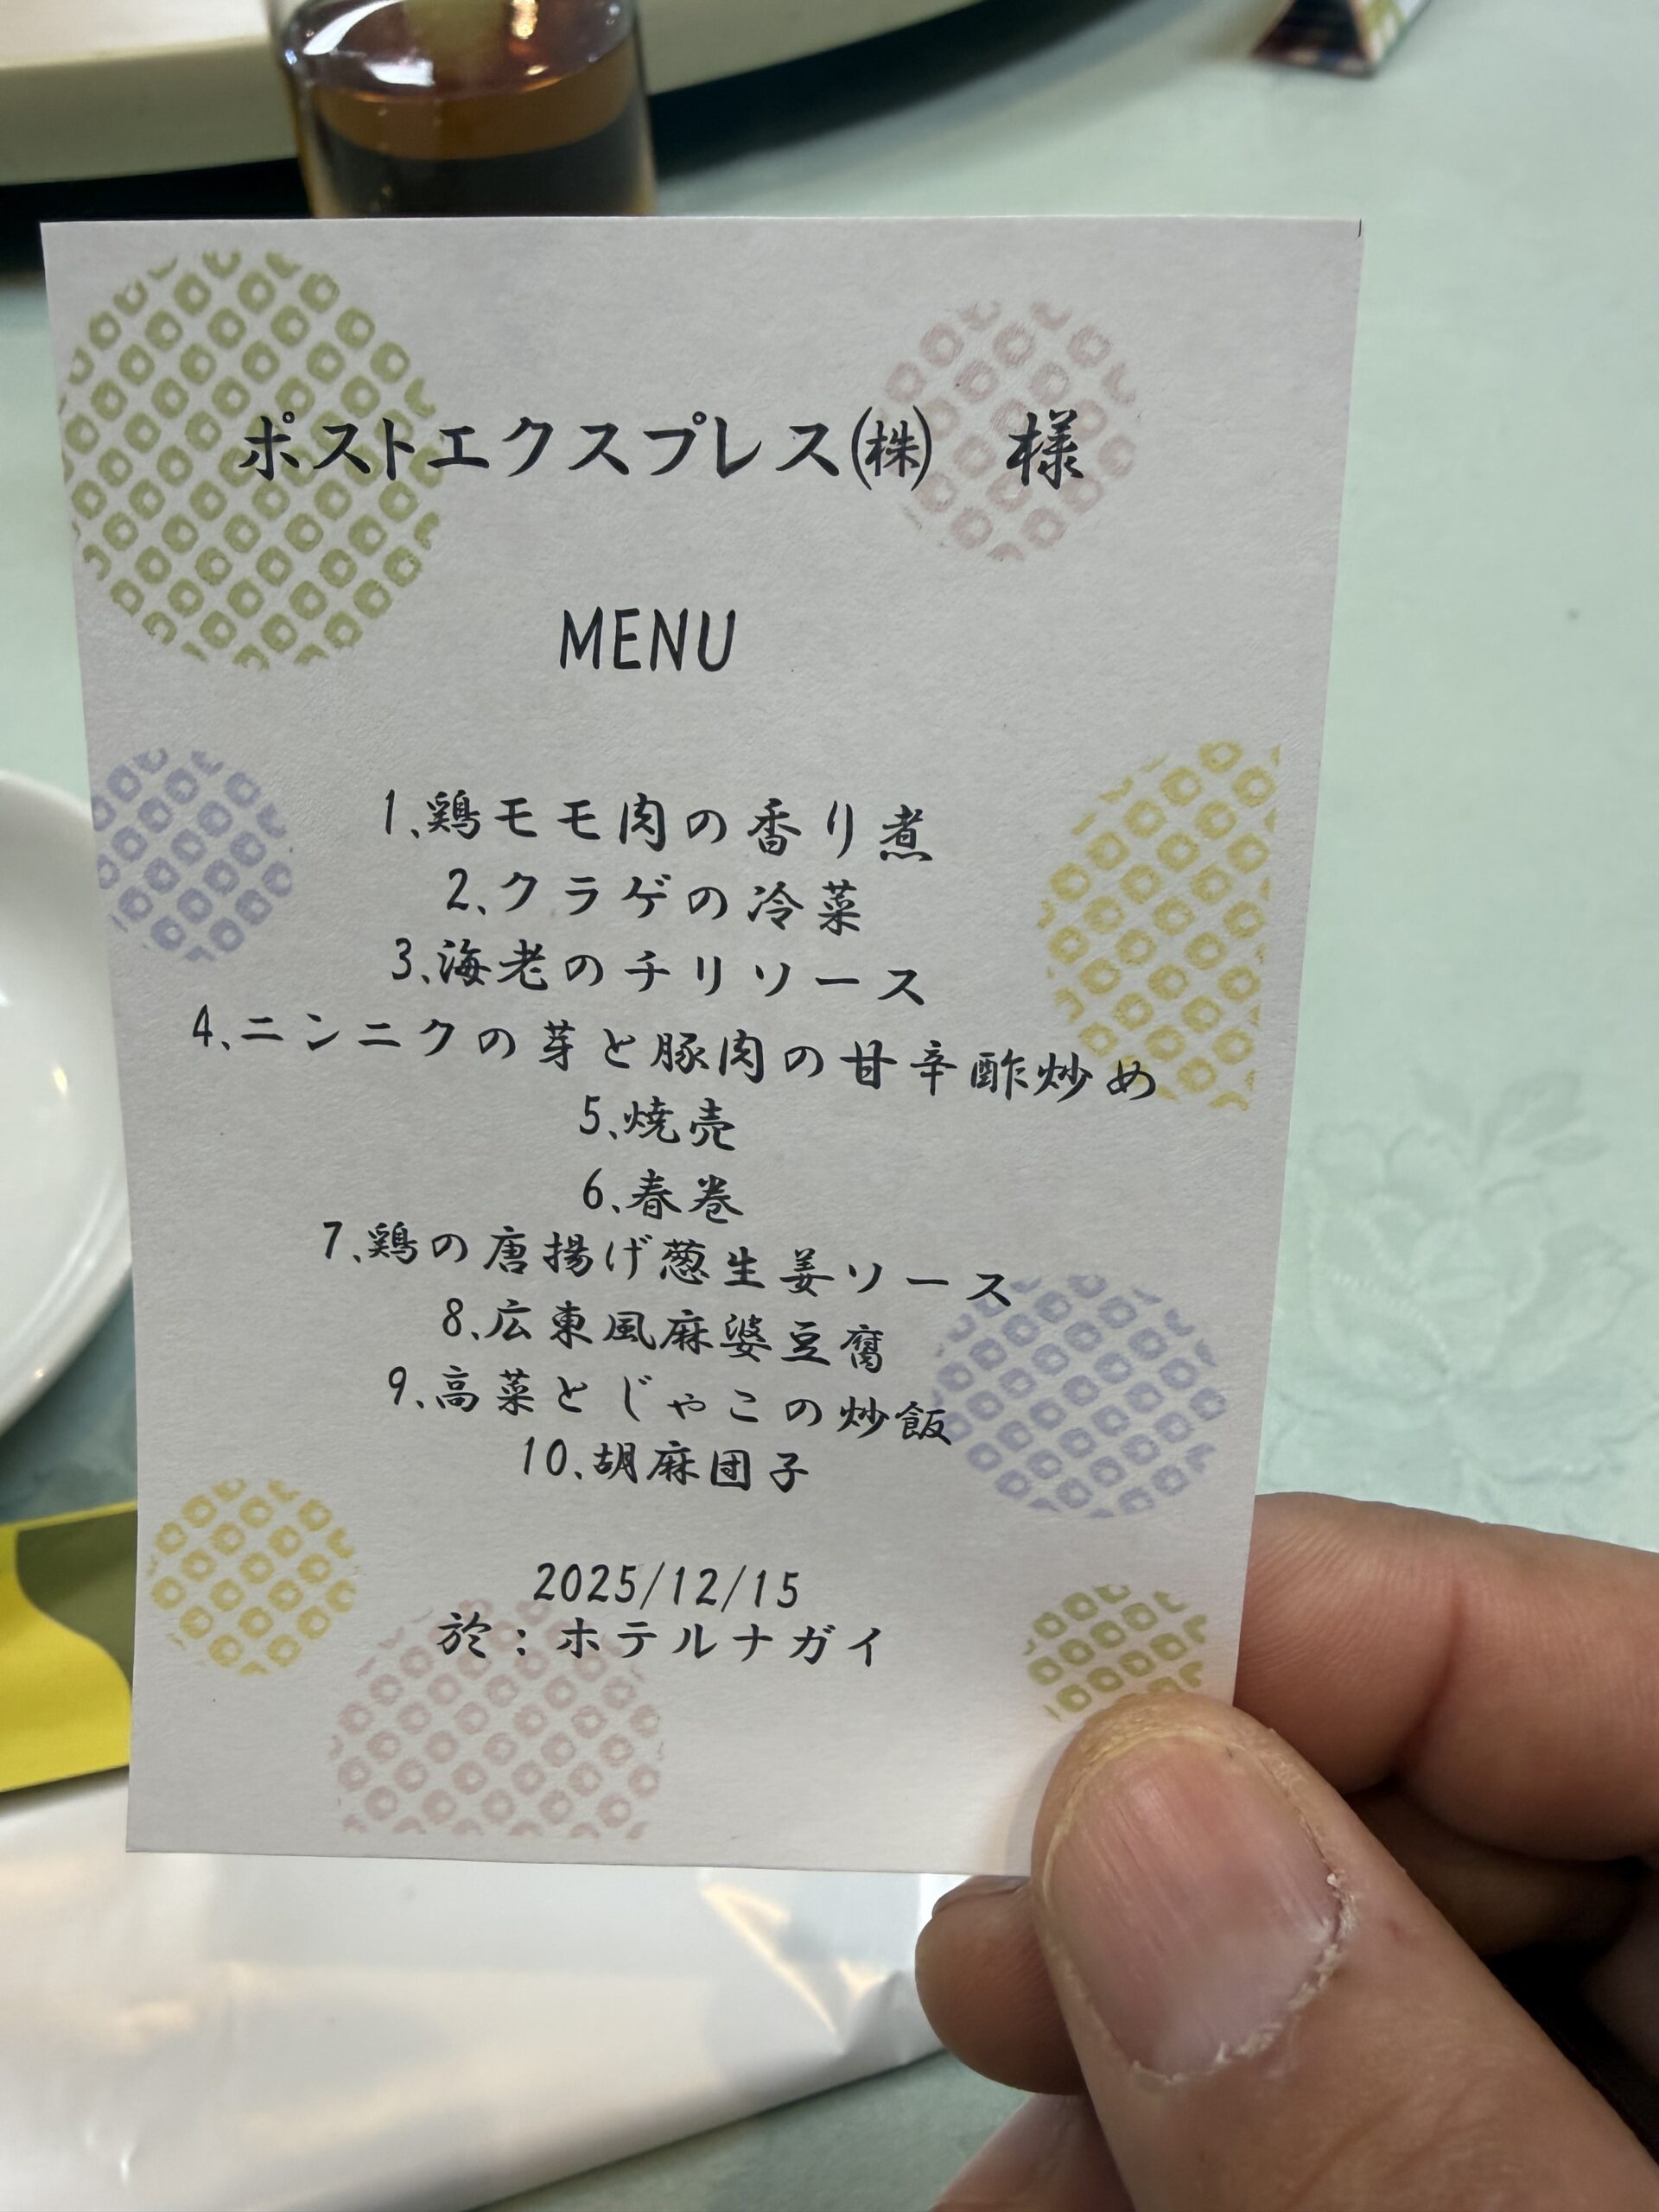 ポストエクスプレス㈱　様
MENU
1、鶏モモ肉の香り煮
2、クラゲの冷菜
3、海老のチリソース
4、ニンニクの芽と豚肉の甘辛酢炒め
5、焼売
6、春巻
7、鶏の唐揚げ葱生姜ソース
8、広東風麻婆豆腐
9、高菜とじゃこの炒飯
10、胡麻団子
2025/12/15
於：ホテルナガイ